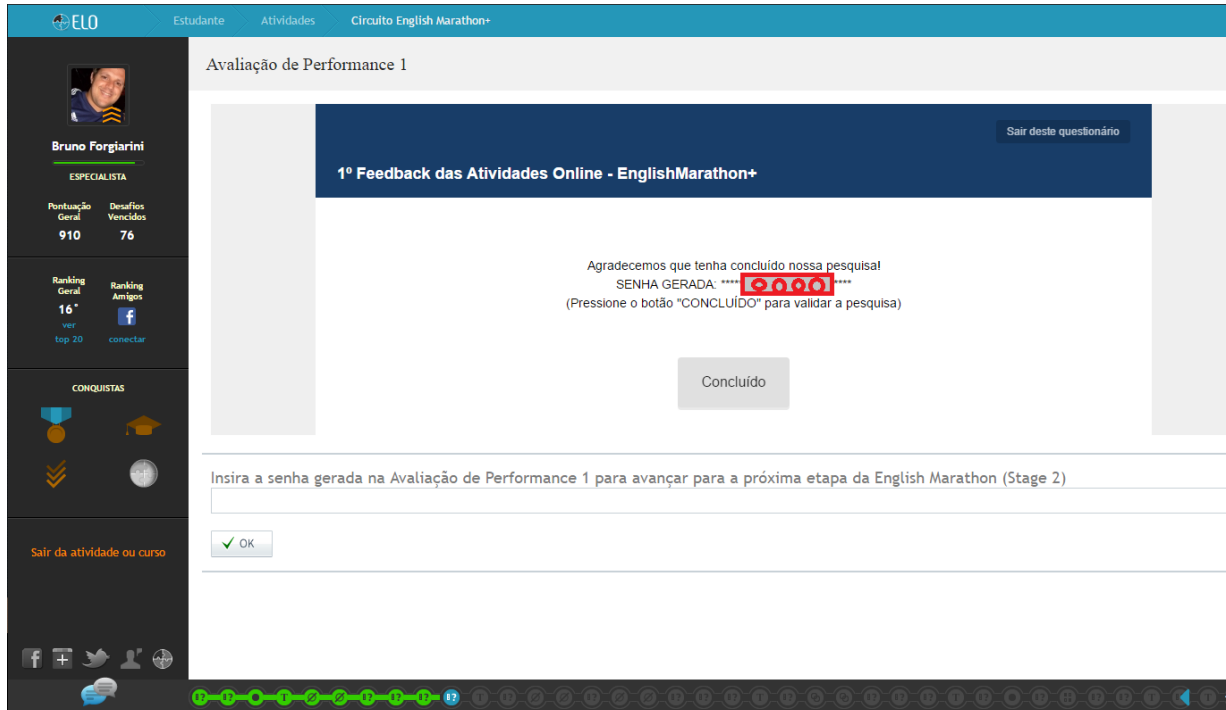 ELO
Estudante
Atividades
Circuito English Marathon+
Avaliação de Performance 1
Bruno Forgiarini
ESPECIALISTA
Pontuação Geral
Desafios Vencidos
910
76
Ranking Geral
Ranking Amigos
16°
ver top 20
conectar
CONQUISTAS
Sair da atividade ou curso
Sair deste questionário
1º Feedback das Atividades Online - EnglishMarathon+
Agradecemos que tenha concluído nossa pesquisa!
SENHA GERADA: **** ****
(Pressione o botão "CONCLUÍDO" para validar a pesquisa)
Concluído
Insira a senha gerada na Avaliação de Performance 1 para avançar para a próxima etapa da English Marathon (Stage 2)
OK